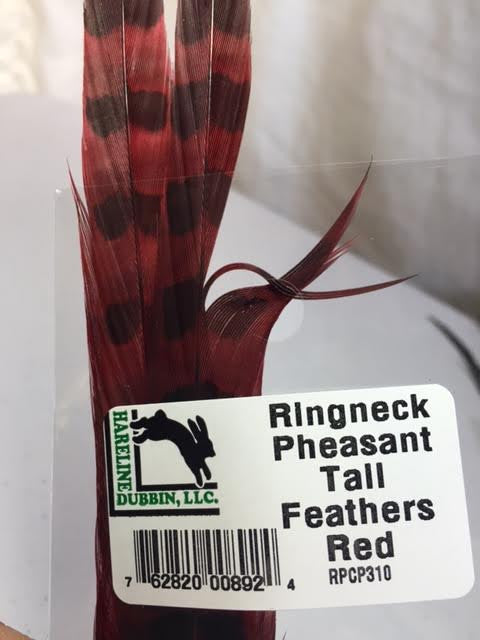 RIngneck
Pheasant
Tall
Feathers
Red
RPCP310
HARELINE
DUBBIN, LLC.
7 62820 00892 4